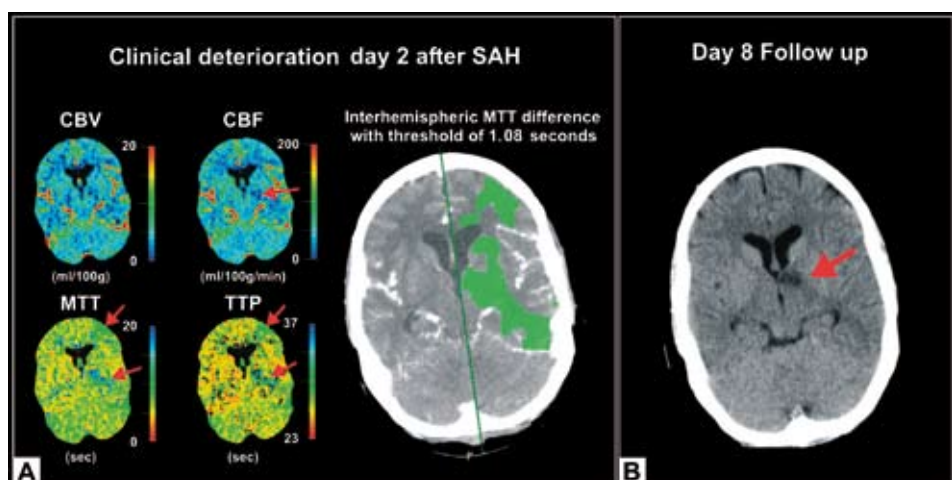 Clinical deterioration day 2 after SAH
CBV
CBF
20
0
200
0
(ml/100g)
(ml/100g/min)
MTT
TTP
20
0
37
23
(sec)
(sec)
Interhemispheric MTT difference
with threshold of 1.08 seconds
A
Day 8 Follow up
B